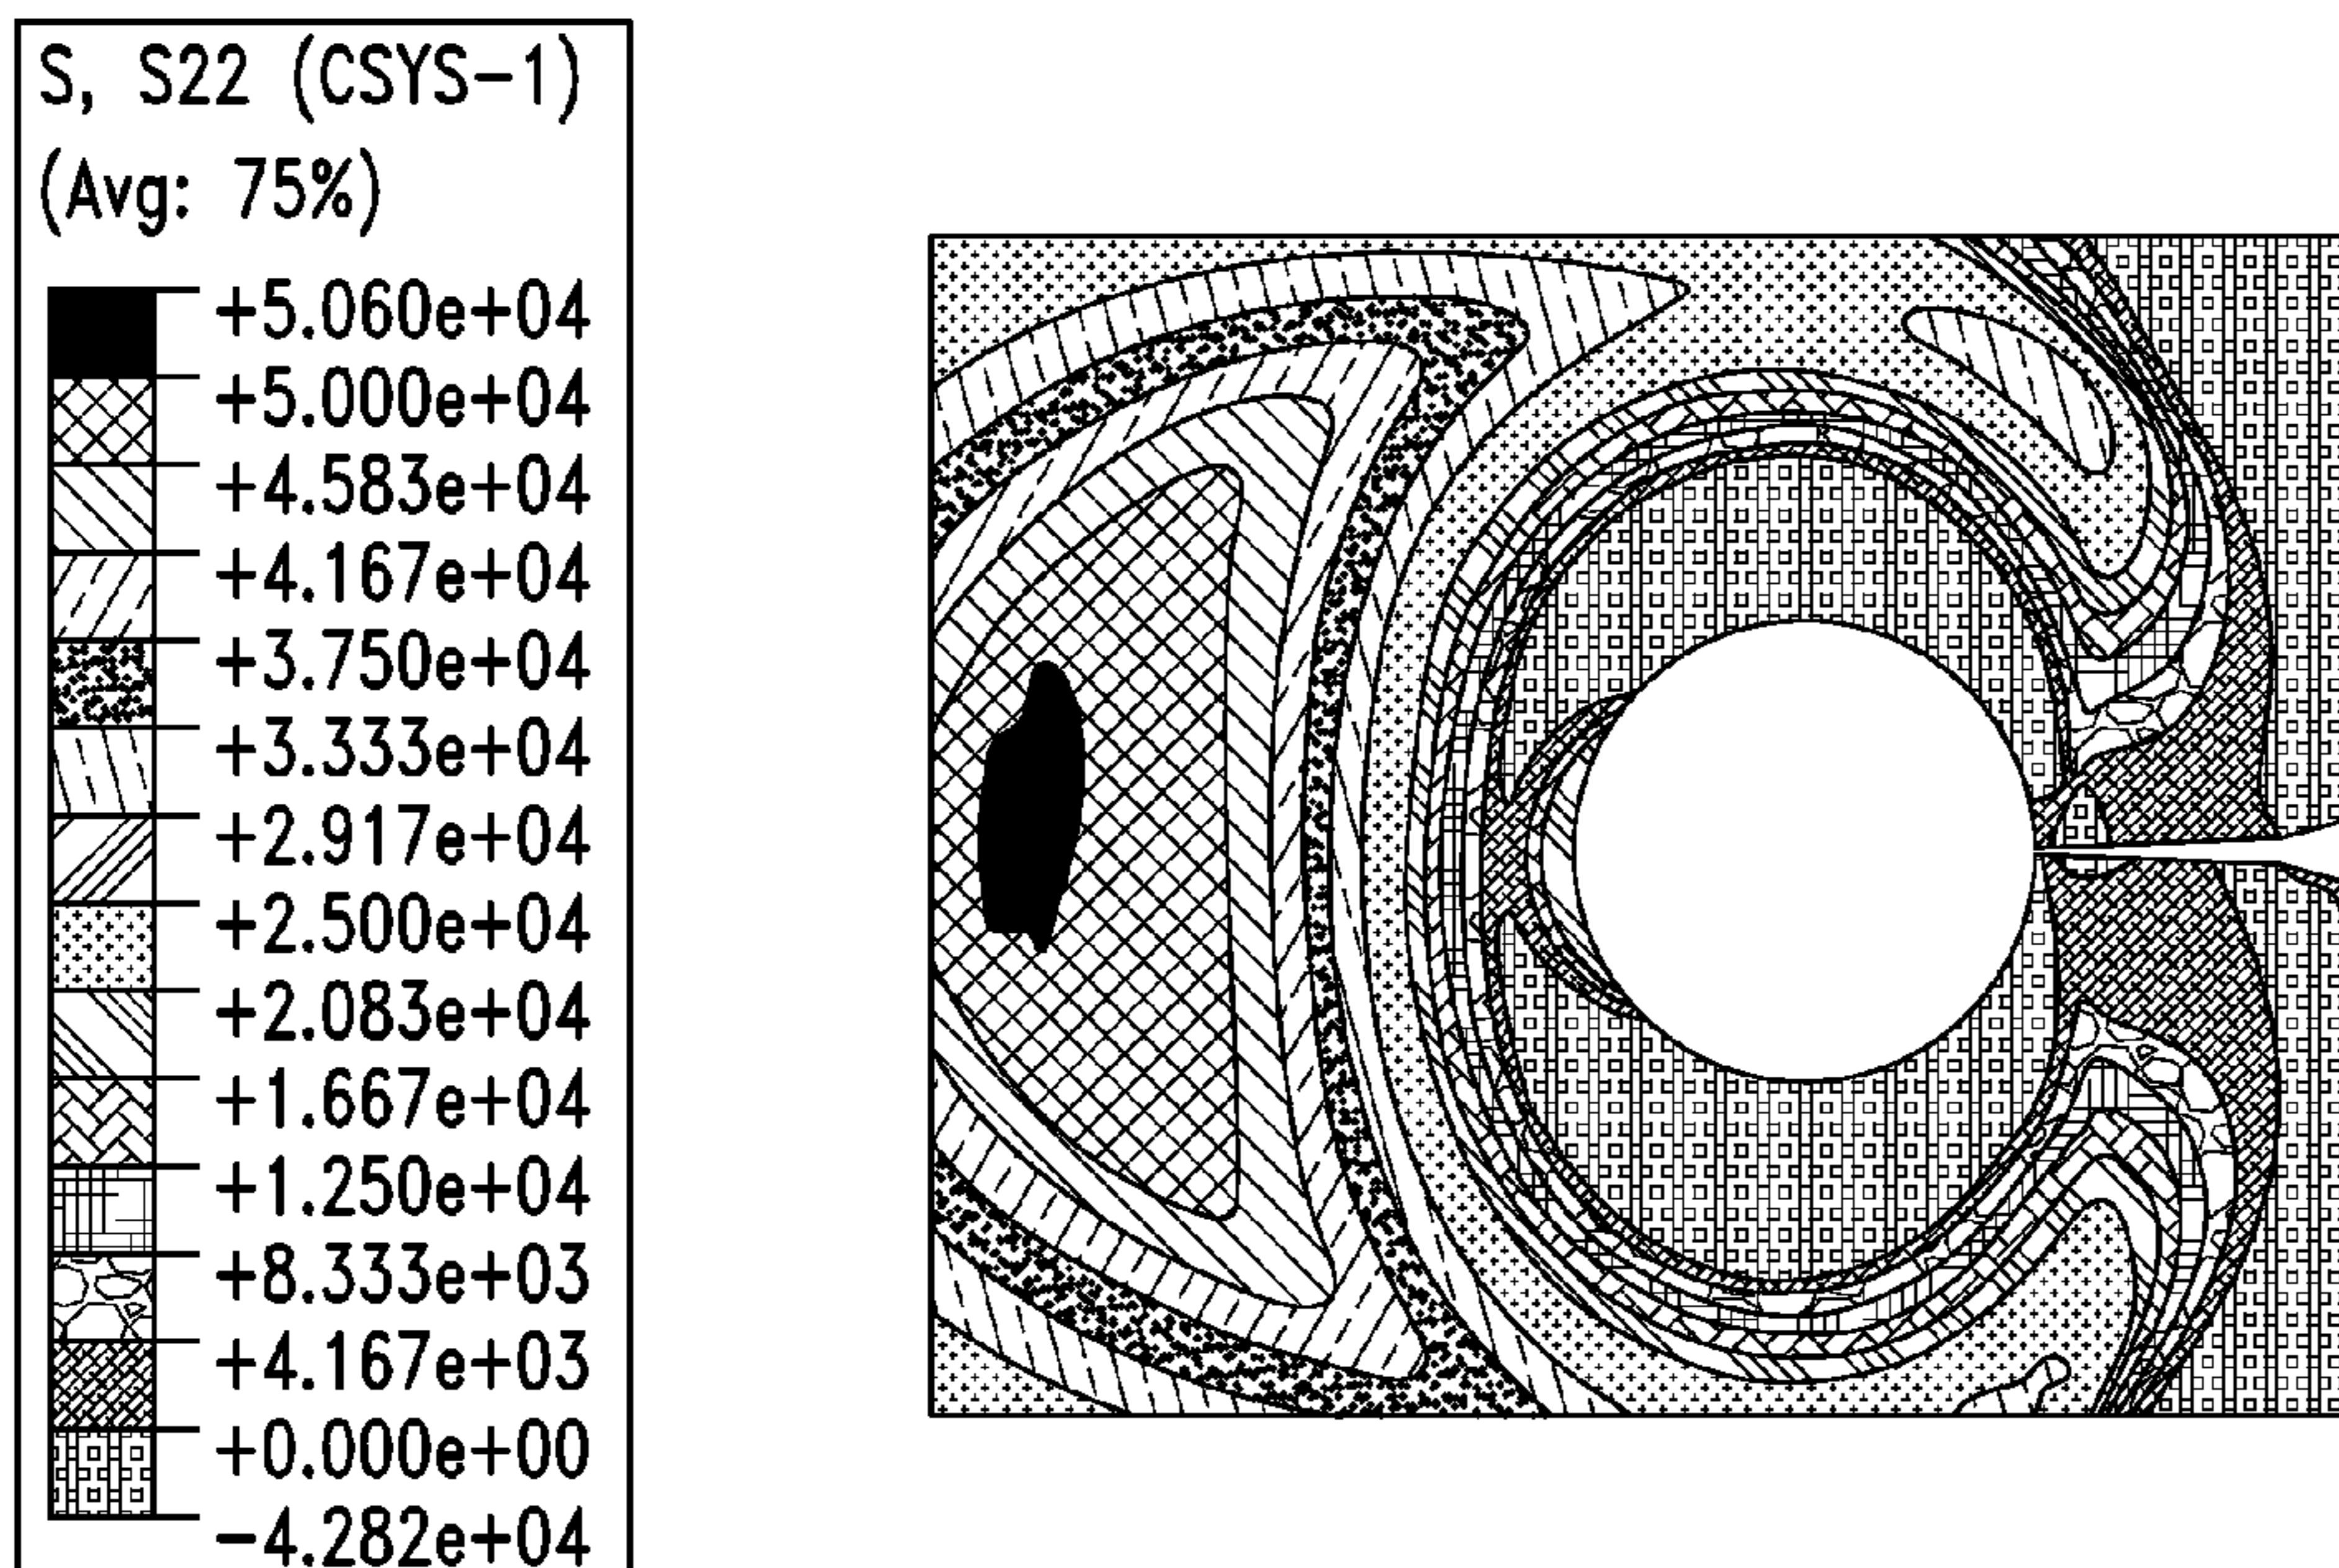 S, S22 (CSYS-1)
(Avg: 75%)
+5.060e+04
+5.000e+04
+4.583e+04
+4.167e+04
+3.750e+04
+3.333e+04
+2.917e+04
+2.500e+04
+2.083e+04
+1.667e+04
+1.250e+04
+8.333e+03
+4.167e+03
+0.000e+00
-4.282e+04